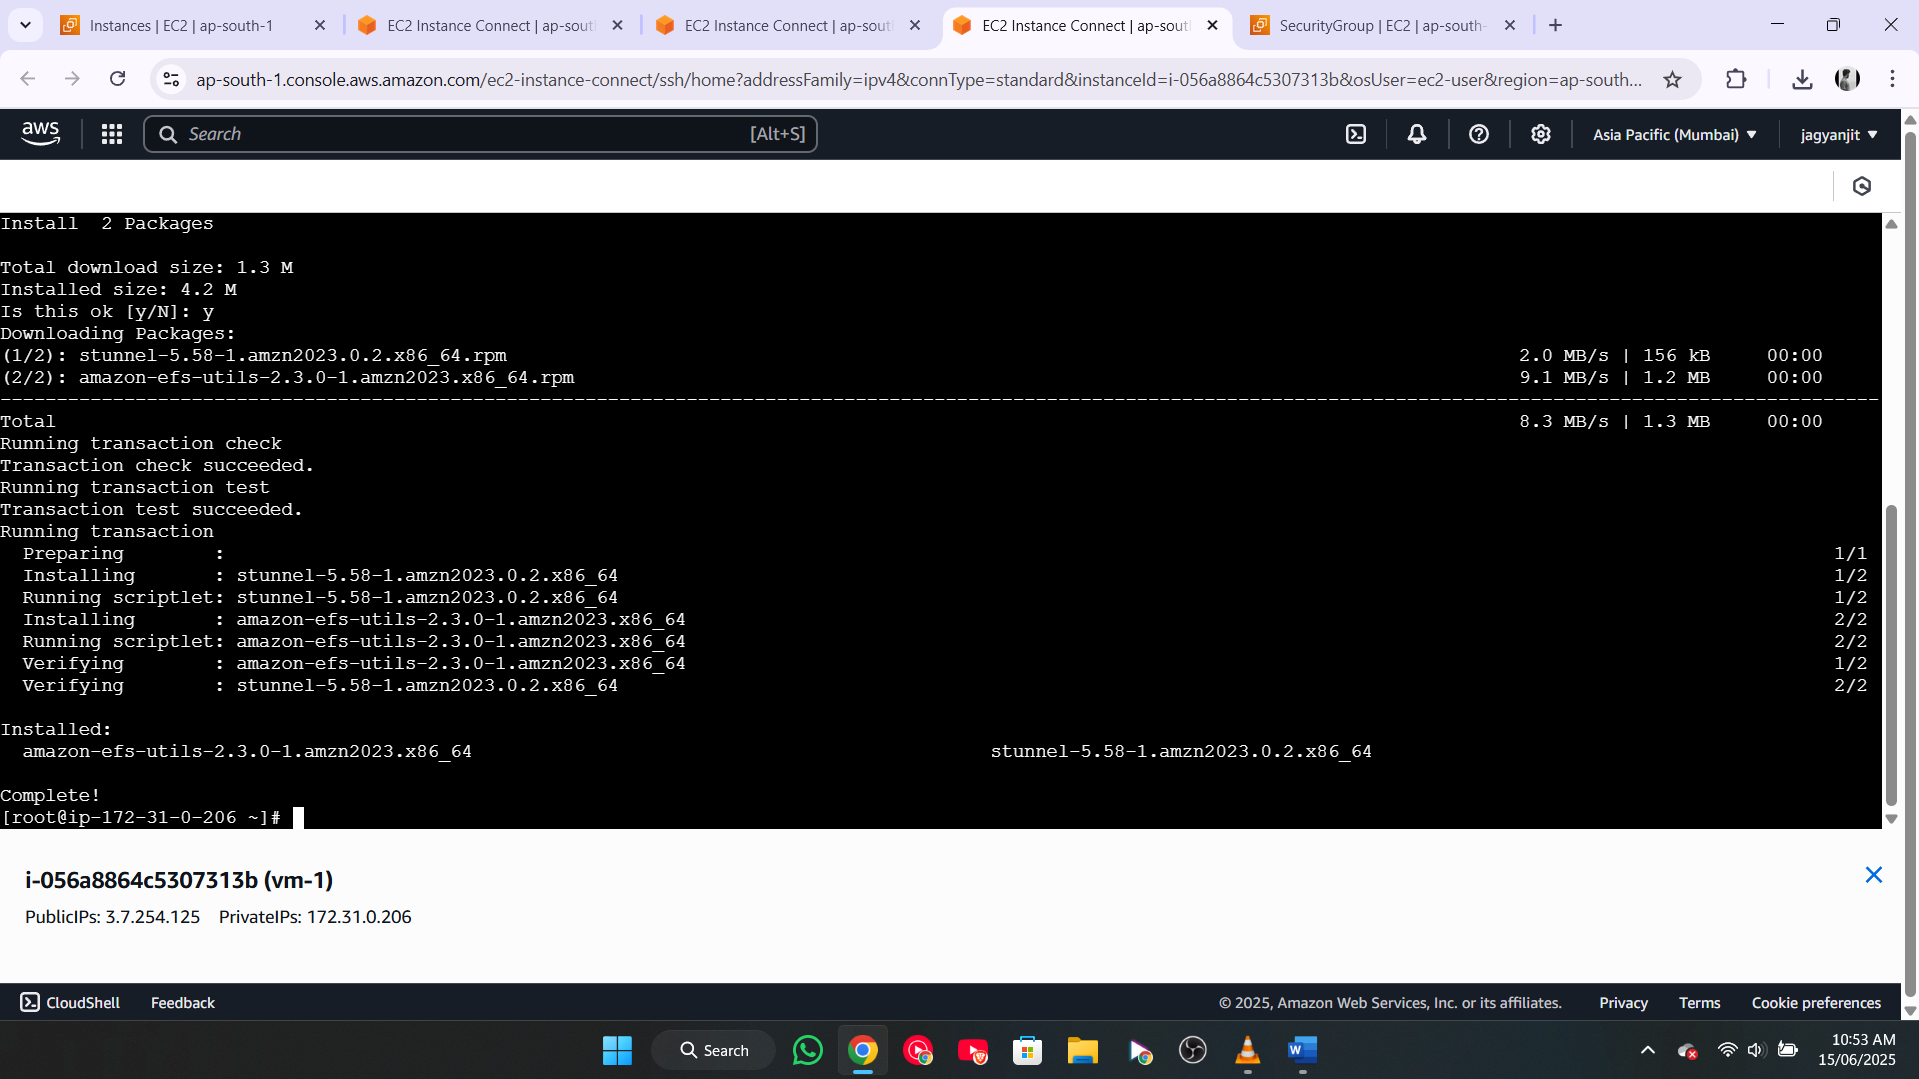 Instances | EC2 | ap-south-1
EC2 Instance Connect | ap-sout
EC2 Instance Connect | ap-sout
EC2 Instance Connect | ap-sout
SecurityGroup | EC2 | ap-south-
ap-south-1.console.aws.amazon.com/ec2-instance-connect/ssh/home?addressFamily=ipv4&connType=standard&instanceId=i-056a8864c5307313b&osUser=ec2-user&region=ap-south...
aws
Search
[Alt+S]
Asia Pacific (Mumbai)
jagyanjit
Install  2 Packages
Total download size: 1.3 M
Installed size: 4.2 M
Is this ok [y/N]: y
Downloading Packages:
(1/2): stunnel-5.58-1.amzn2023.0.2.x86_64.rpm 2.0 MB/s | 156 kB 00:00
(2/2): amazon-efs-utils-2.3.0-1.amzn2023.x86_64.rpm 9.1 MB/s | 1.2 MB 00:00
--------------------------------------------------------------------------------
Total 8.3 MB/s | 1.3 MB 00:00
Running transaction check
Transaction check succeeded.
Running transaction test
Transaction test succeeded.
Running transaction
Preparing : 1/1
Installing : stunnel-5.58-1.amzn2023.0.2.x86_64 1/2
Running scriptlet: stunnel-5.58-1.amzn2023.0.2.x86_64 1/2
Installing : amazon-efs-utils-2.3.0-1.amzn2023.x86_64 2/2
Running scriptlet: amazon-efs-utils-2.3.0-1.amzn2023.x86_64 2/2
Verifying : amazon-efs-utils-2.3.0-1.amzn2023.x86_64 1/2
Verifying : stunnel-5.58-1.amzn2023.0.2.x86_64 2/2
Installed:
amazon-efs-utils-2.3.0-1.amzn2023.x86_64 stunnel-5.58-1.amzn2023.0.2.x86_64
Complete!
[root@ip-172-31-0-206 ~]#
i-056a8864c5307313b (vm-1)
PublicIPs: 3.7.254.125 PrivateIPs: 172.31.0.206
CloudShell Feedback © 2025, Amazon Web Services, Inc. or its affiliates. Privacy Terms Cookie preferences
Search
10:53 AM
15/06/2025